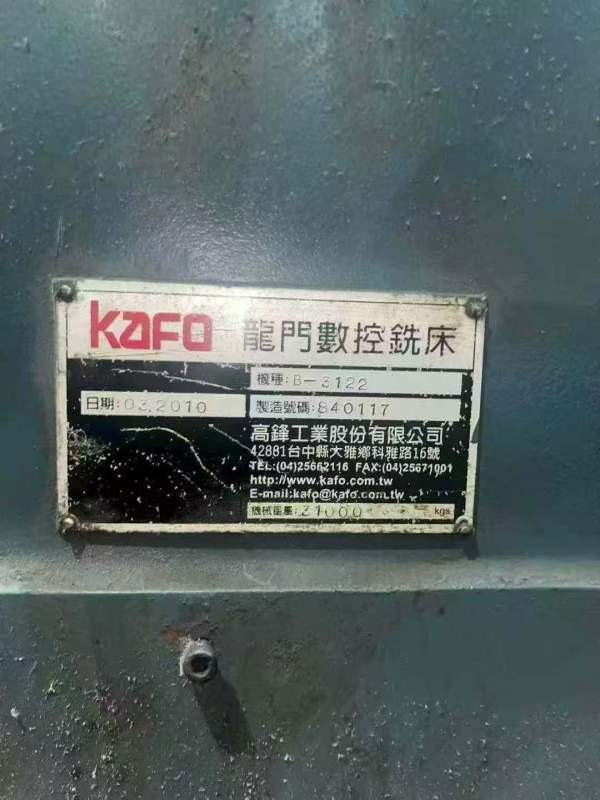 KAFO 龍門數控銑床
機種:B-3122
日期:03.2010 製造號碼:840117
高鋒工業股份有限公司
42881台中縣大雅鄉科雅路16號
TEL:(04)25662116 FAX:(04)25671001
http://www.kafo.com.tw
E-mail:kafo@kafo.com.tw
機械重量:31000 kgs